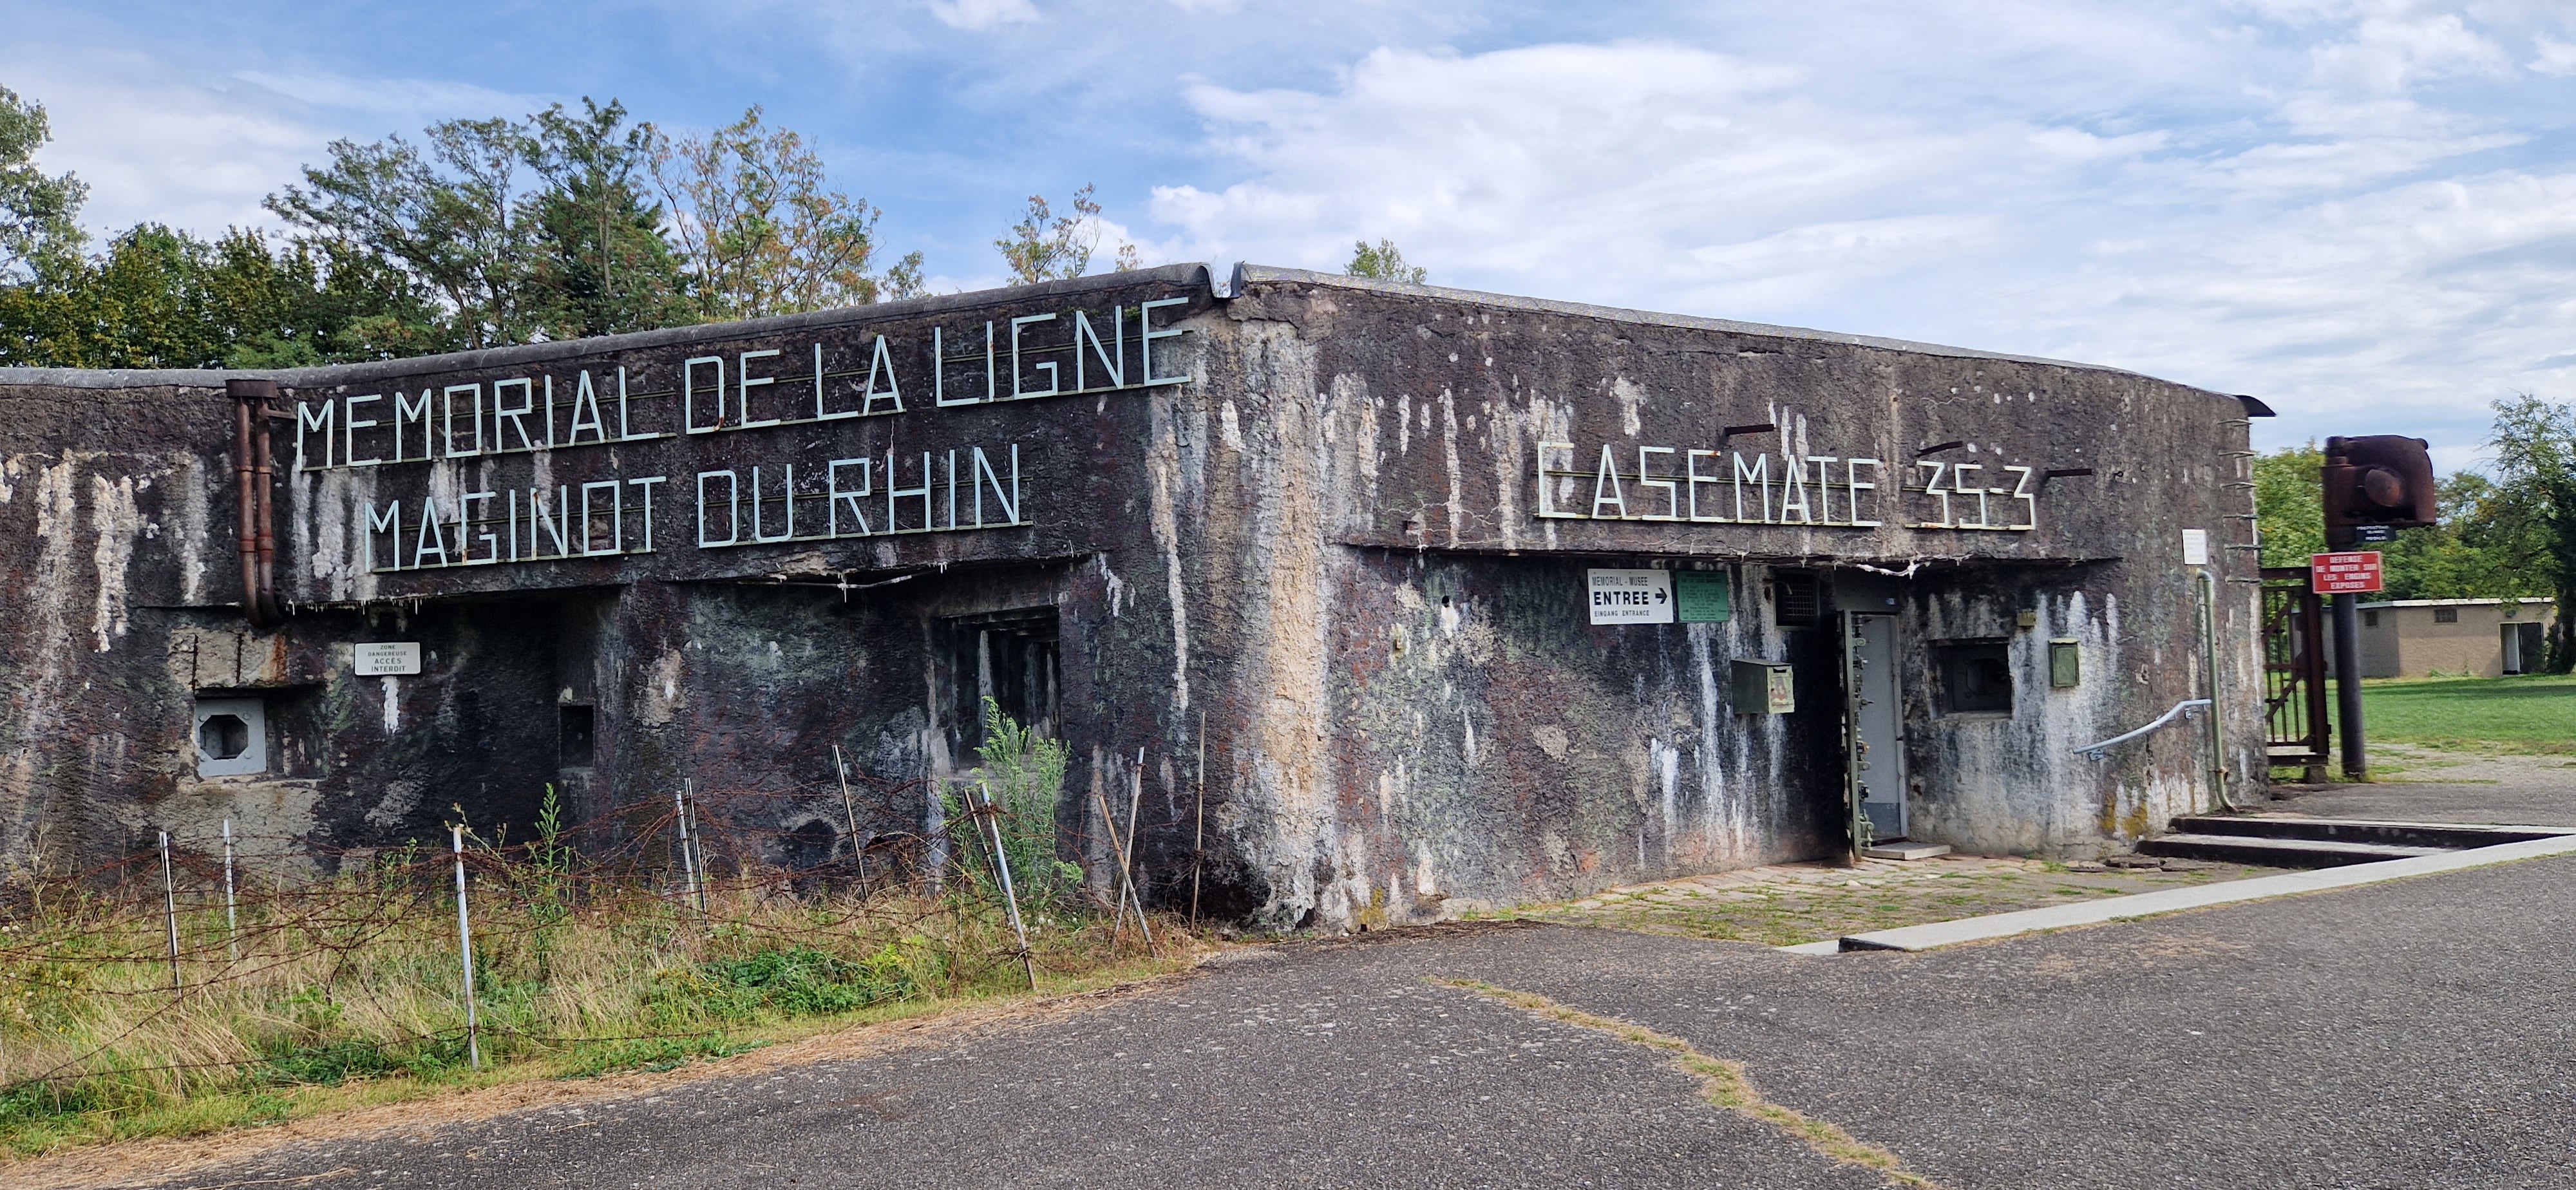 MEMORIAL DE LA LIGNE
MAGINOT DU RHIN
CASEMATE 35-3
ZONE
DANGEREUSE
ACCÈS
INTERDIT
MEMORIAL - MUSEE
ENTREE →
EINGANG ENTRANCE
DEFENSE
DE MONTER SUR
LES ENGINS
EXPOSES